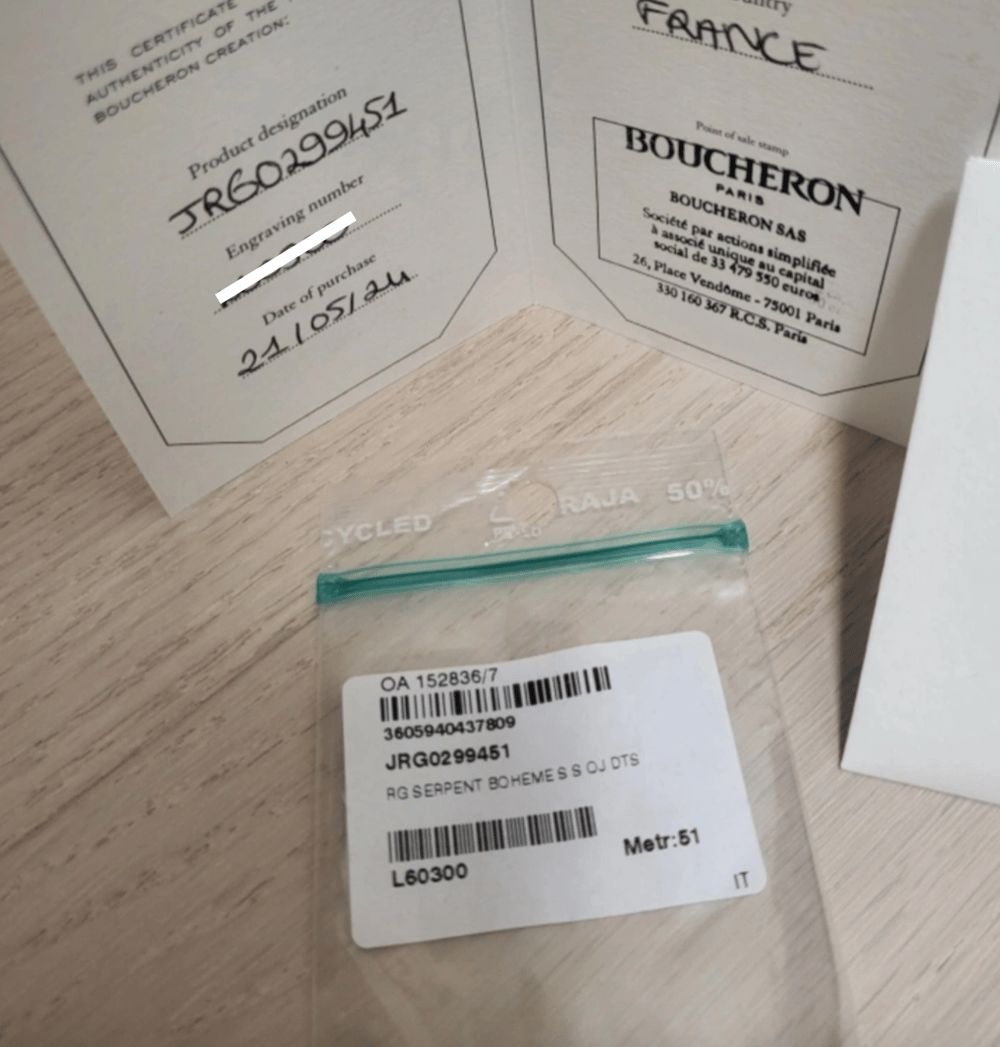 THIS CERTIFICATE
AUTHENTICITY OF THE
BOUCHERON CREATION:
Product designation
JRG0299451
Engraving number
Date of purchase
21/05/24
FRANCE
Point of sale stamp
BOUCHERON
PARIS
BOUCHERON SAS
Société par actions simplifiée
à associé unique au capital
social de 33 479 550 euros
26, Place Vendôme - 75001 Paris
330 160 367 R.C.S. Paris
RAJA 50%
OA 152836/7
3605940437809
JRG0299451
RG SERPENT BOHEME S S OJ DTS
L60300
Metr:51
IT